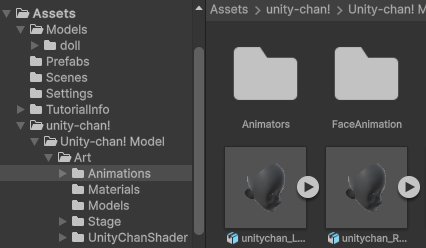 Assets
Models
doll
Prefabs
Scenes
Settings
TutorialInfo
unity-chan!
Unity-chan! Model
Art
Animations
Materials
Models
Stage
UnityChanShader
Assets > unity-chan! > Unity-chan! M
Animators
FaceAnimation
unitychan_L...
unitychan_R...